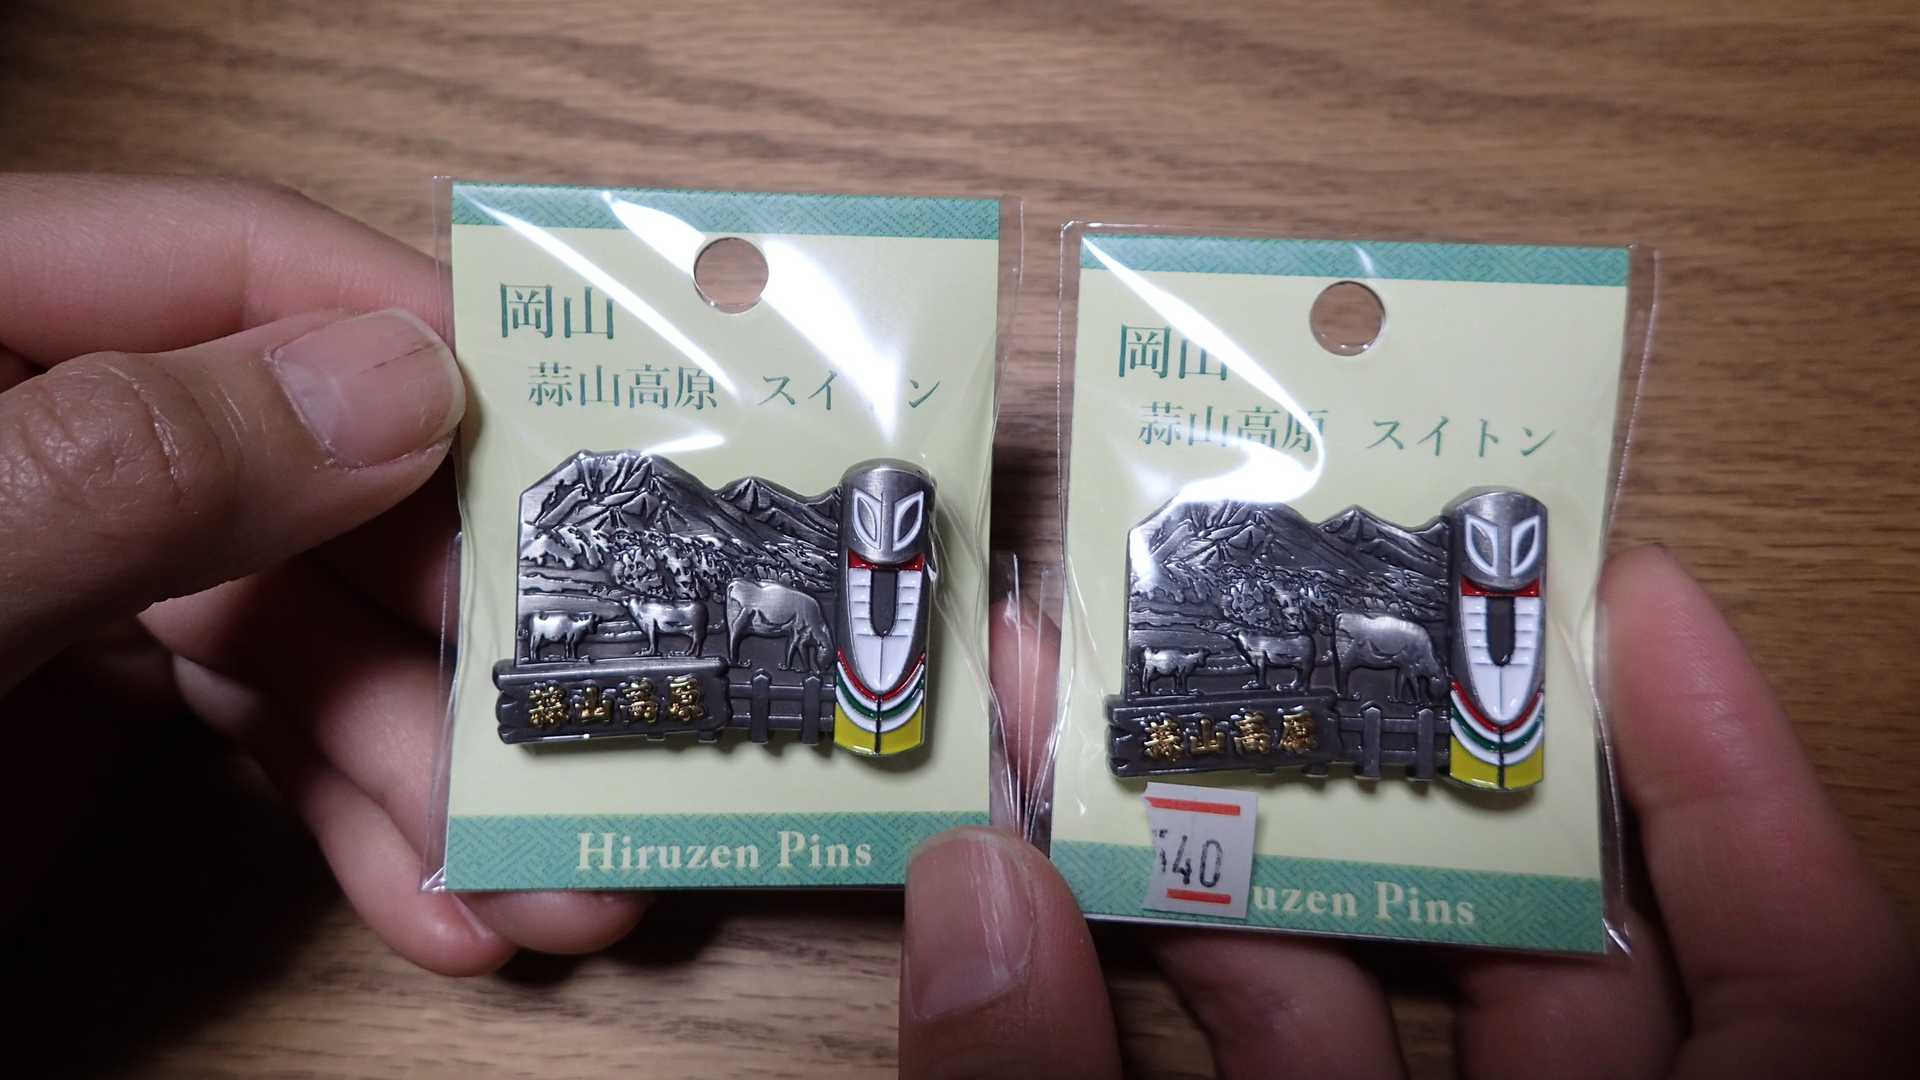 岡山
蒜山高原 スイトン
蒜山高原
Hiruzen Pins
岡山
蒜山高原 スイトン
蒜山高原
540
uzen Pins